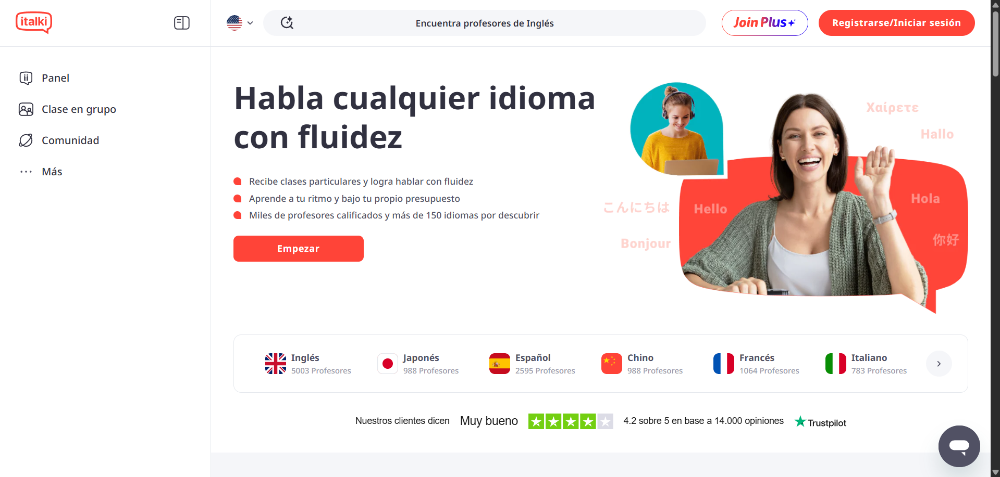 italki
Encuentra profesores de Inglés
Join Plus
Registrarse/Iniciar sesión
Panel
Clase en grupo
Comunidad
Más
Habla cualquier idioma
con fluidez
Recibe clases particulares y logra hablar con fluidez
Aprende a tu ritmo y bajo tu propio presupuesto
Miles de profesores calificados y más de 150 idiomas por descubrir
Empezar
Χαίρετε
Hallo
Hola
こんにちは
Hello
你好
Bonjour
Inglés
5003 Profesores
Japonés
988 Profesores
Español
2595 Profesores
Chino
988 Profesores
Francés
1064 Profesores
Italiano
783 Profesores
Nuestros clientes dicen Muy bueno 4.2 sobre 5 en base a 14.000 opiniones Trustpilot